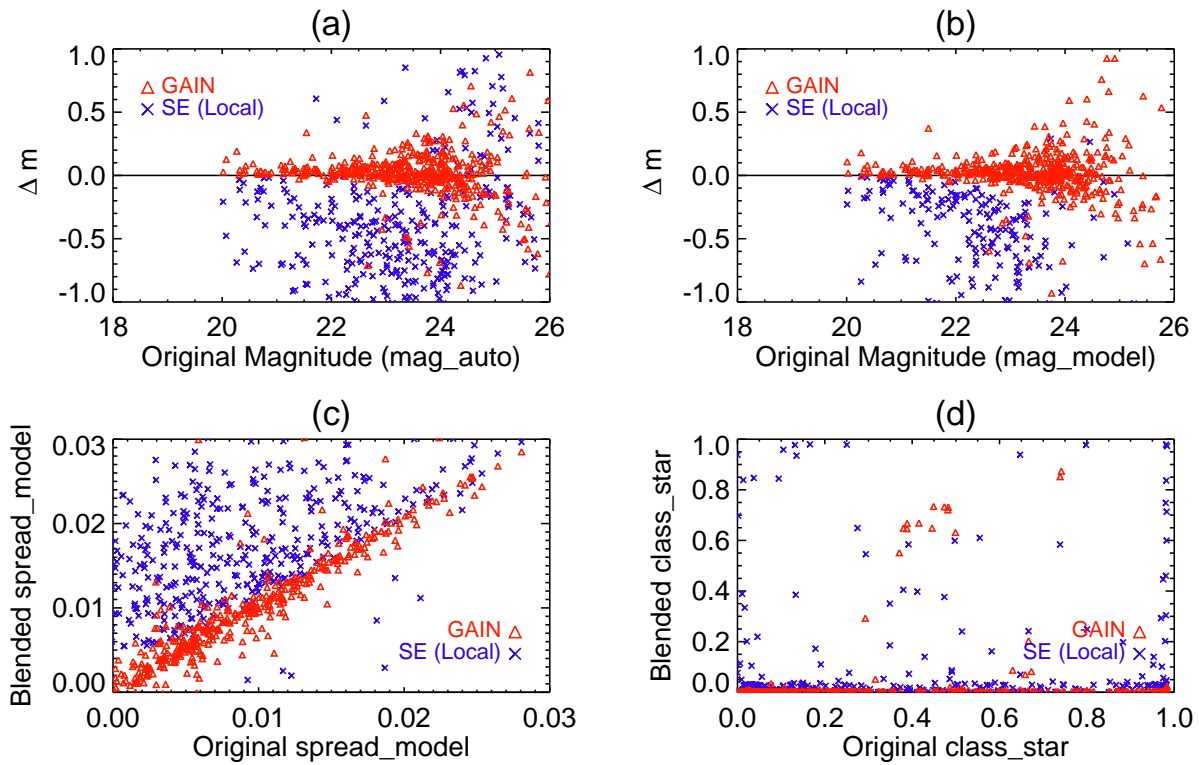 (a)
1.0
0.5
0.0
-0.5
-1.0
Δ m
GAIN
SE (Local)
18 20 22 24 26
Original Magnitude (mag_auto)
(b)
1.0
0.5
0.0
-0.5
-1.0
Δ m
GAIN
SE (Local)
18 20 22 24 26
Original Magnitude (mag_model)
(c)
0.03
0.02
0.01
0.00
Blended spread_model
GAIN
SE (Local)
0.00 0.01 0.02 0.03
Original spread_model
(d)
1.0
0.8
0.6
0.4
0.2
0.0
Blended class_star
GAIN
SE (Local)
0.0 0.2 0.4 0.6 0.8 1.0
Original class_star